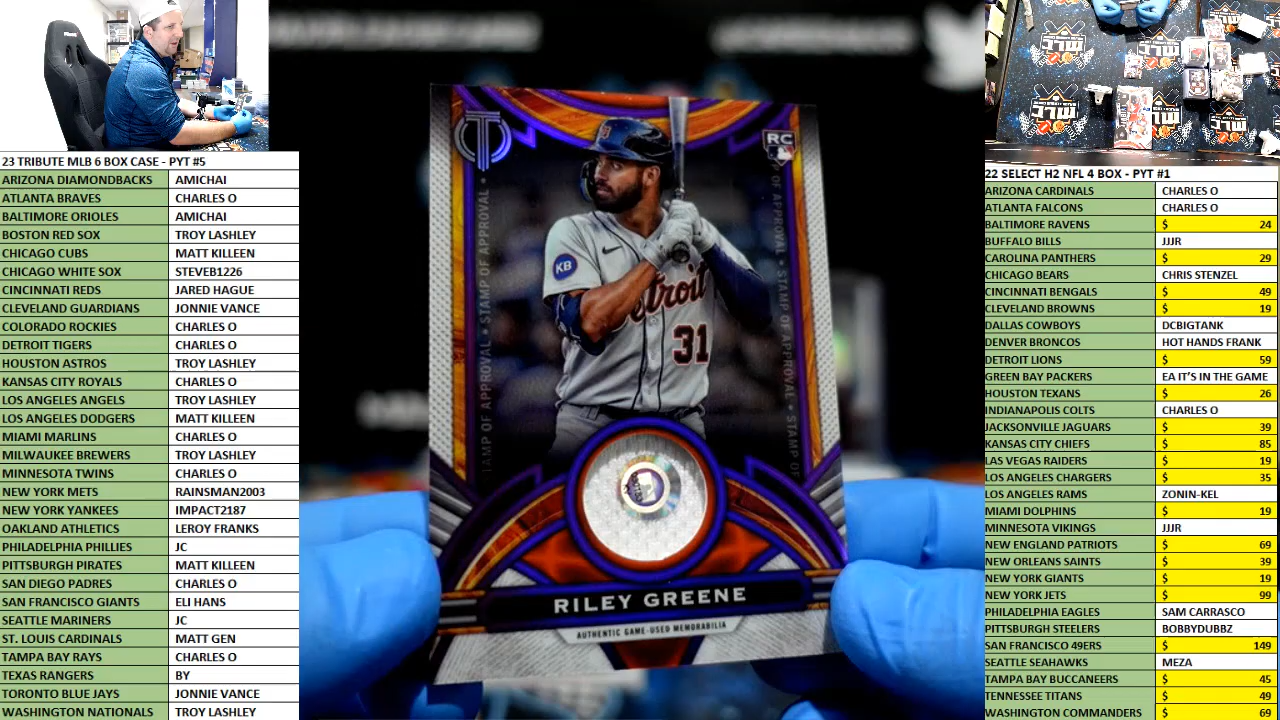 23 TRIBUTE MLB 6 BOX CASE - PYT #5
ARIZONA DIAMONDBACKS AMICHAI
ATLANTA BRAVES CHARLES O
BALTIMORE ORIOLES AMICHAI
BOSTON RED SOX TROY LASHLEY
CHICAGO CUBS MATT KILLEEN
CHICAGO WHITE SOX STEVEB1226
CINCINNATI REDS JARED HAGUE
CLEVELAND GUARDIANS JONNIE VANCE
COLORADO ROCKIES CHARLES O
DETROIT TIGERS CHARLES O
HOUSTON ASTROS TROY LASHLEY
KANSAS CITY ROYALS CHARLES O
LOS ANGELES ANGELS TROY LASHLEY
LOS ANGELES DODGERS MATT KILLEEN
MIAMI MARLINS CHARLES O
MILWAUKEE BREWERS TROY LASHLEY
MINNESOTA TWINS CHARLES O
NEW YORK METS RAINSMAN2003
NEW YORK YANKEES IMPACT2187
OAKLAND ATHLETICS LEROY FRANKS
PHILADELPHIA PHILLIES JC
PITTSBURGH PIRATES MATT KILLEEN
SAN DIEGO PADRES CHARLES O
SAN FRANCISCO GIANTS ELI HANS
SEATTLE MARINERS JC
ST. LOUIS CARDINALS MATT GEN
TAMPA BAY RAYS CHARLES O
TEXAS RANGERS BY
TORONTO BLUE JAYS JONNIE VANCE
WASHINGTON NATIONALS TROY LASHLEY
RC
STAMP OF APPROVAL • STAMP OF APPROVAL •
OF APPROVAL • STAMP OF APPROVAL • STAMP OF
KB
Detroit
31
RILEY GREENE
AUTHENTIC GAME-USED MEMORABILIA
22 SELECT H2 NFL 4 BOX - PYT #1
ARIZONA CARDINALS CHARLES O
ATLANTA FALCONS CHARLES O
BALTIMORE RAVENS $ 24
BUFFALO BILLS JJJR
CAROLINA PANTHERS $ 29
CHICAGO BEARS CHRIS STENZEL
CINCINNATI BENGALS $ 49
CLEVELAND BROWNS $ 19
DALLAS COWBOYS DCBIGTANK
DENVER BRONCOS HOT HANDS FRANK
DETROIT LIONS $ 59
GREEN BAY PACKERS EA IT'S IN THE GAME
HOUSTON TEXANS $ 26
INDIANAPOLIS COLTS CHARLES O
JACKSONVILLE JAGUARS $ 39
KANSAS CITY CHIEFS $ 85
LAS VEGAS RAIDERS $ 19
LOS ANGELES CHARGERS $ 35
LOS ANGELES RAMS ZONIN-KEL
MIAMI DOLPHINS $ 19
MINNESOTA VIKINGS JJJR
NEW ENGLAND PATRIOTS $ 69
NEW ORLEANS SAINTS $ 39
NEW YORK GIANTS $ 19
NEW YORK JETS $ 99
PHILADELPHIA EAGLES SAM CARRASCO
PITTSBURGH STEELERS BOBBYDUBBZ
SAN FRANCISCO 49ERS $ 149
SEATTLE SEAHAWKS MEZA
TAMPA BAY BUCCANEERS $ 45
TENNESSEE TITANS $ 49
WASHINGTON COMMANDERS $ 69